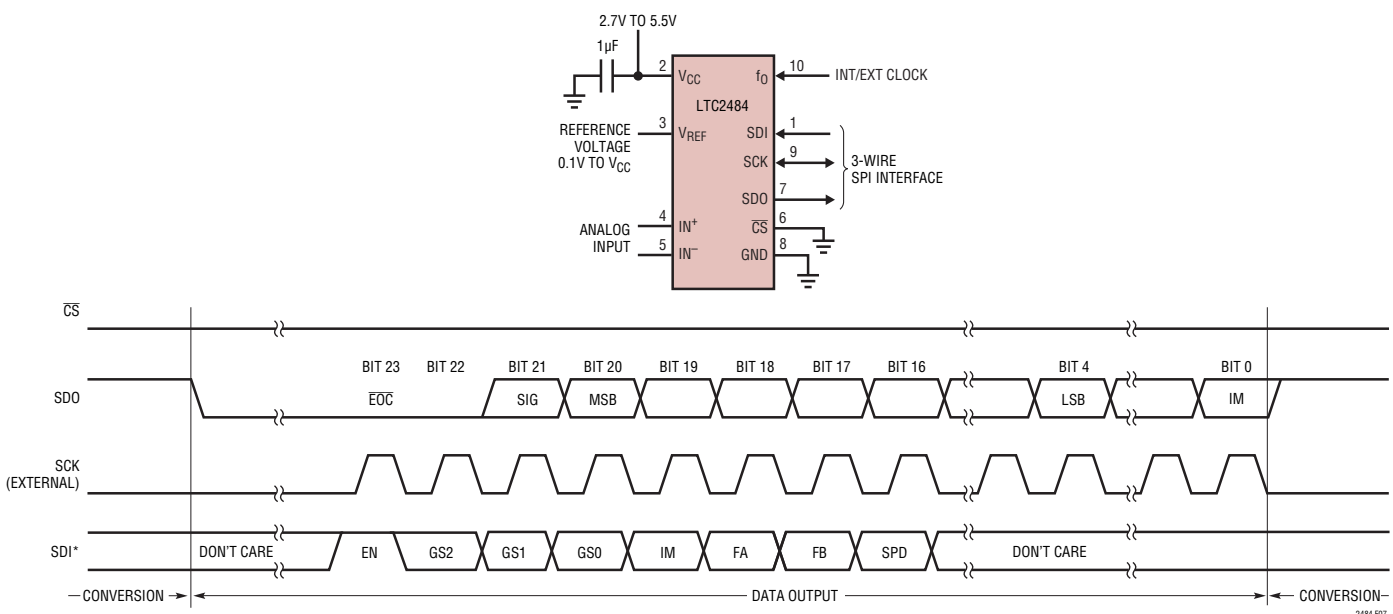 2.7V TO 5.5V
1µF
2 VCC
fO 10 INT/EXT CLOCK
LTC2484
REFERENCE VOLTAGE 0.1V TO VCC
3 VREF
SDI 1
SCK 9
3-WIRE SPI INTERFACE
SDO 7
ANALOG INPUT
4 IN+
CS 6
5 IN–
GND 8
CS
BIT 23 BIT 22 BIT 21 BIT 20 BIT 19 BIT 18 BIT 17 BIT 16 BIT 4 BIT 0
SDO EOC SIG MSB LSB IM
SCK
(EXTERNAL)
SDI* DON'T CARE EN GS2 GS1 GS0 IM FA FB SPD DON'T CARE
CONVERSION DATA OUTPUT CONVERSION
2484 F07